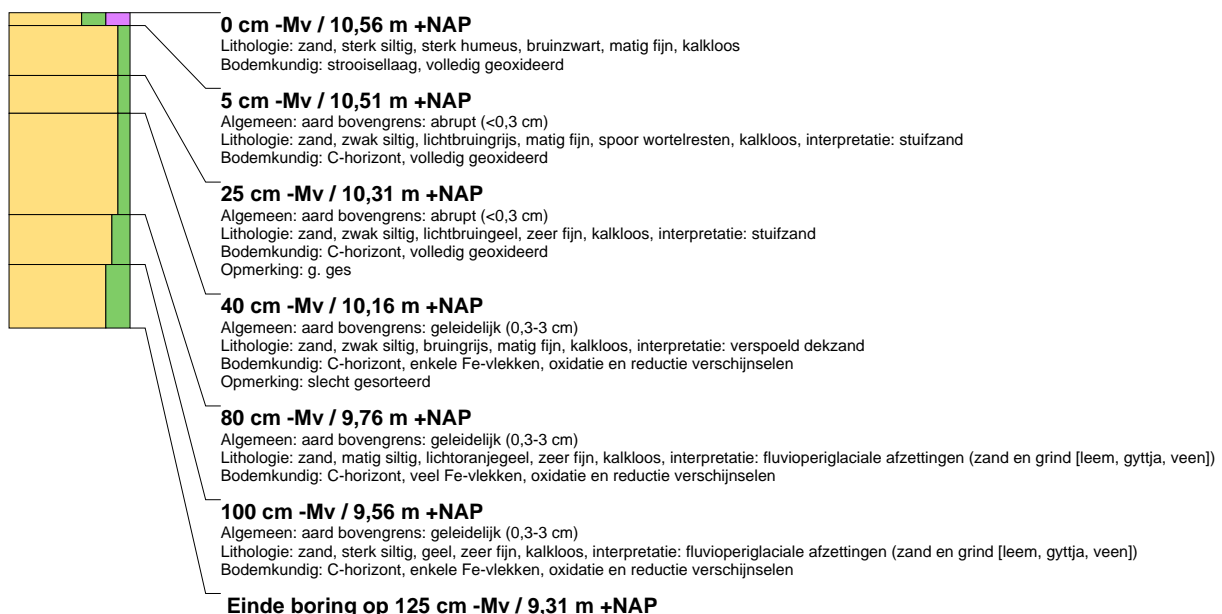 0 cm -Mv / 10,56 m +NAP
Lithologie: zand, sterk siltig, sterk humeus, bruinzwart, matig fijn, kalkloos
Bodemkundig: strooisellaag, volledig geoxideerd
5 cm -Mv / 10,51 m +NAP
Algemeen: aard bovengrens: abrupt (<0,3 cm)
Lithologie: zand, zwak siltig, lichtbruingrijs, matig fijn, spoor wortelresten, kalkloos, interpretatie: stuifzand
Bodemkundig: C-horizont, volledig geoxideerd
25 cm -Mv / 10,31 m +NAP
Algemeen: aard bovengrens: abrupt (<0,3 cm)
Lithologie: zand, zwak siltig, lichtbruingeel, zeer fijn, kalkloos, interpretatie: stuifzand
Bodemkundig: C-horizont, volledig geoxideerd
Opmerking: g. ges
40 cm -Mv / 10,16 m +NAP
Algemeen: aard bovengrens: geleidelijk (0,3-3 cm)
Lithologie: zand, zwak siltig, bruingrijs, matig fijn, kalkloos, interpretatie: verspoeld dekzand
Bodemkundig: C-horizont, enkele Fe-vlekken, oxidatie en reductie verschijnselen
Opmerking: slecht gesorteerd
80 cm -Mv / 9,76 m +NAP
Algemeen: aard bovengrens: geleidelijk (0,3-3 cm)
Lithologie: zand, matig siltig, lichtoranjegeel, zeer fijn, kalkloos, interpretatie: fluvioperiglaciale afzettingen (zand en grind [leem, gyttja, veen])
Bodemkundig: C-horizont, veel Fe-vlekken, oxidatie en reductie verschijnselen
100 cm -Mv / 9,56 m +NAP
Algemeen: aard bovengrens: geleidelijk (0,3-3 cm)
Lithologie: zand, sterk siltig, geel, zeer fijn, kalkloos, interpretatie: fluvioperiglaciale afzettingen (zand en grind [leem, gyttja, veen])
Bodemkundig: C-horizont, enkele Fe-vlekken, oxidatie en reductie verschijnselen
Einde boring op 125 cm -Mv / 9,31 m +NAP